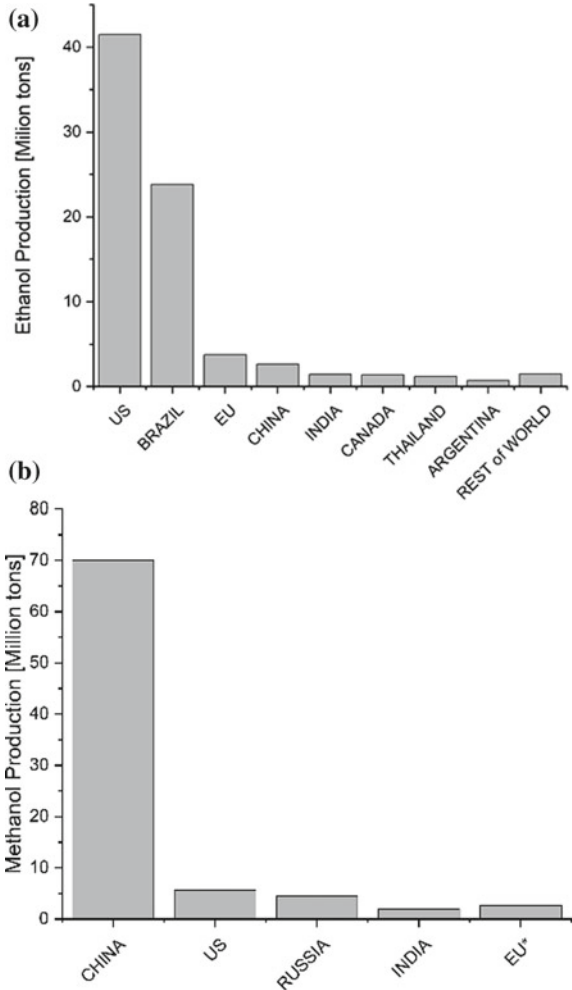 (a)
Ethanol Production [Milion tons]
40
30
20
10
0
US
BRAZIL
EU
CHINA
INDIA
CANADA
THAILAND
ARGENTINA
REST of WORLD
(b)
Methanol Production [Million tons]
80
70
60
50
40
30
20
10
0
CHINA
US
RUSSIA
INDIA
EU*